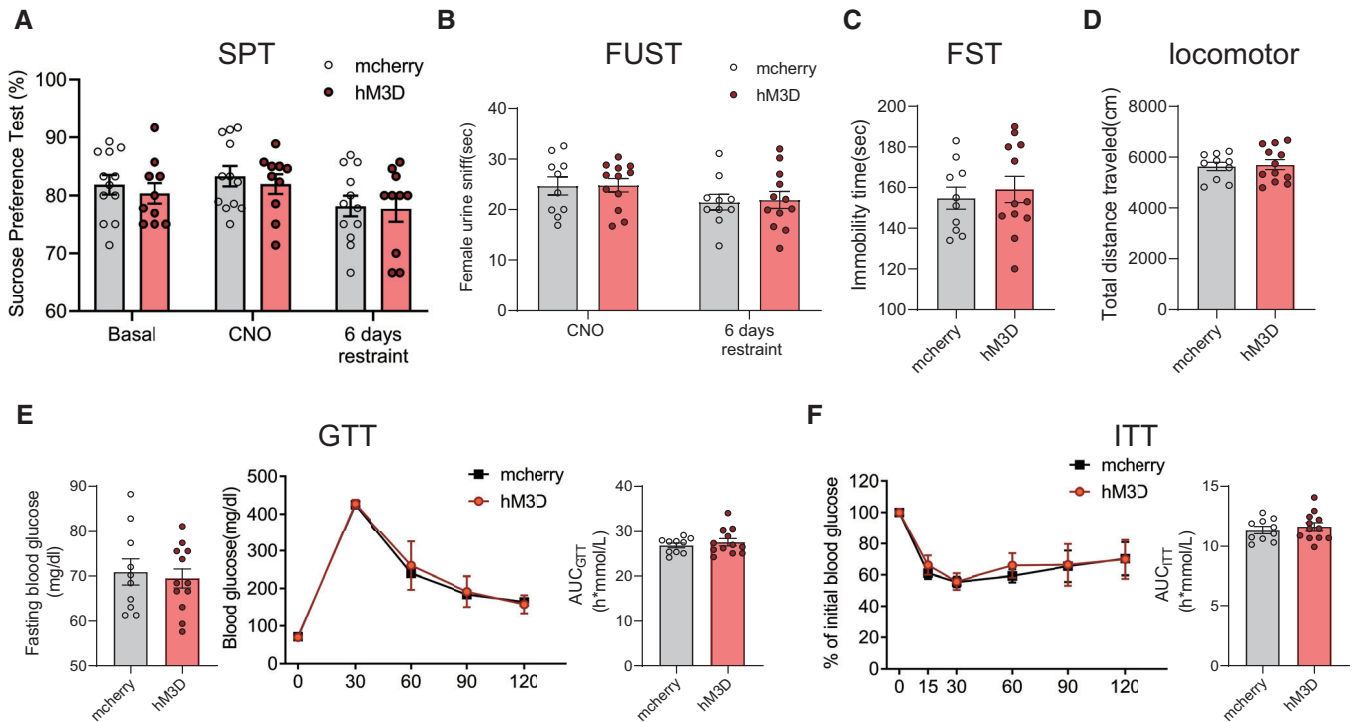 A
SPT
mcherry
hM3D
Sucrose Preference Test (%)
100
90
80
70
60
Basal
CNO
6 days
restraint
B
FUST
mcherry
hM3D
Female urine sniff(sec)
40
30
20
10
0
CNO
6 days
restraint
C
FST
Immobility time(sec)
200
180
160
140
120
100
mcherry
hM3D
D
locomotor
Total distance traveled(cm)
8000
6000
4000
2000
0
mcherry
hM3D
E
GTT
Fasting blood glucose
(mg/dl)
90
80
70
60
50
mcherry
hM3D
mcherry
hM3D
Blood glucose(mg/dl)
500
400
300
200
100
0
0
30
60
90
120
AUCGTT
(h*mmol/L)
40
30
20
10
0
mcherry
hM3D
F
ITT
mcherry
hM3D
% of initial blood glucose
120
100
80
60
40
20
0
0
15
30
60
90
120
AUCITT
(h*mmol/L)
15
10
5
0
mcherry
hM3D